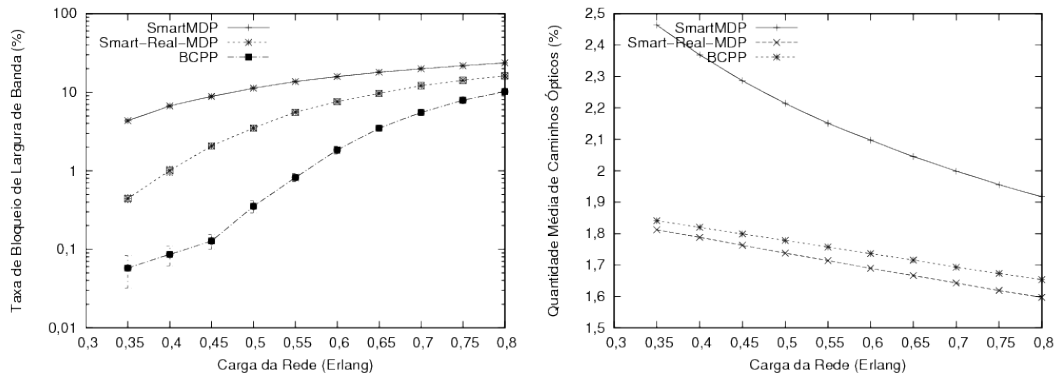 Taxa de Bloqueio de Largura de Banda (%)
100
10
1
0,1
0,01
SmartMDP
Smart-Real-MDP
BCPP
0,3 0,35 0,4 0,45 0,5 0,55 0,6 0,65 0,7 0,75 0,8
Carga da Rede (Erlang)
Quantidade Média de Caminhos Ópticos (%)
2,5
2,4
2,3
2,2
2,1
2
1,9
1,8
1,7
1,6
1,5
SmartMDP
Smart-Real-MDP
BCPP
0,3 0,35 0,4 0,45 0,5 0,55 0,6 0,65 0,7 0,75 0,8
Carga da Rede (Erlang)